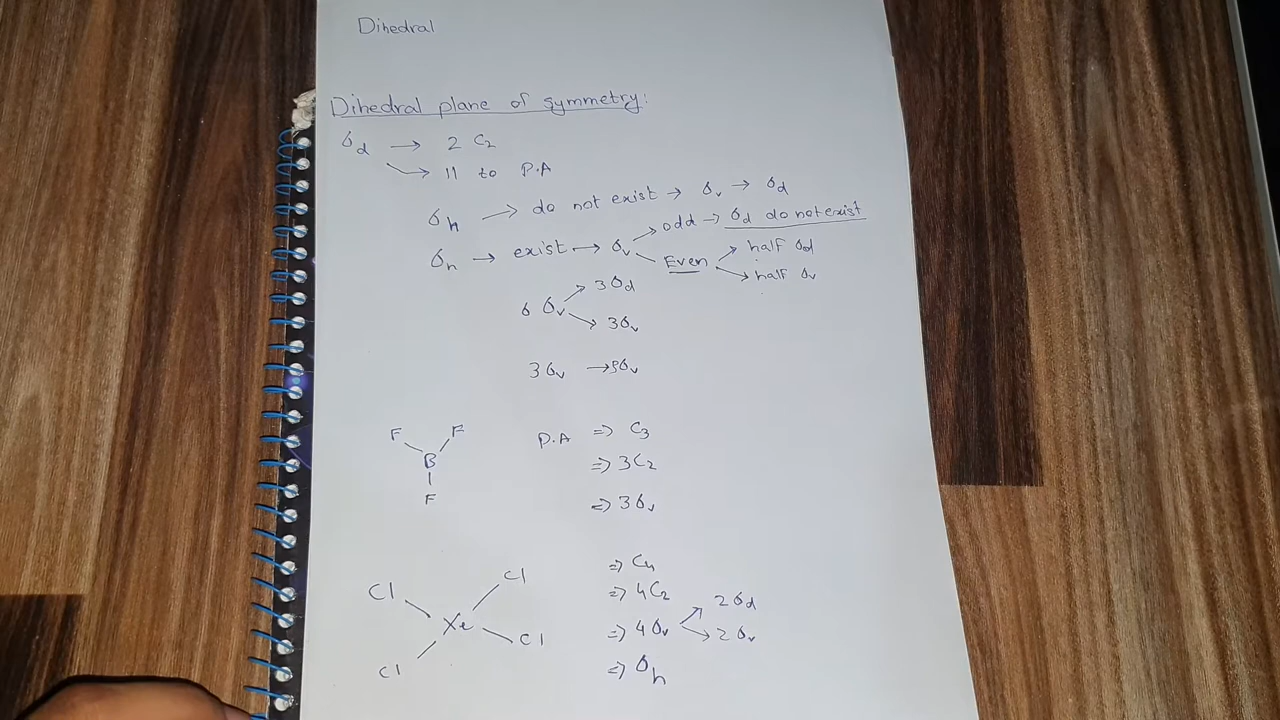 Dihedral
Dihedral plane of symmetry:
σd → 2 C2
→ 11 to P.A
σh → do not exist → σv → σd
σh → exist → σv → odd → σd do not exist
Even → half σd
→ half σv
6 σv → 3σd
→ 3σv
3σv → 3σv
F F
B
F
P.A ⇒ C3
⇒ 3C2
⇒ 3σv
Cl Cl
Xe
Cl Cl
⇒ C4
⇒ 4C2
⇒ 4σv → 2σd
→ 2σv
⇒ σh